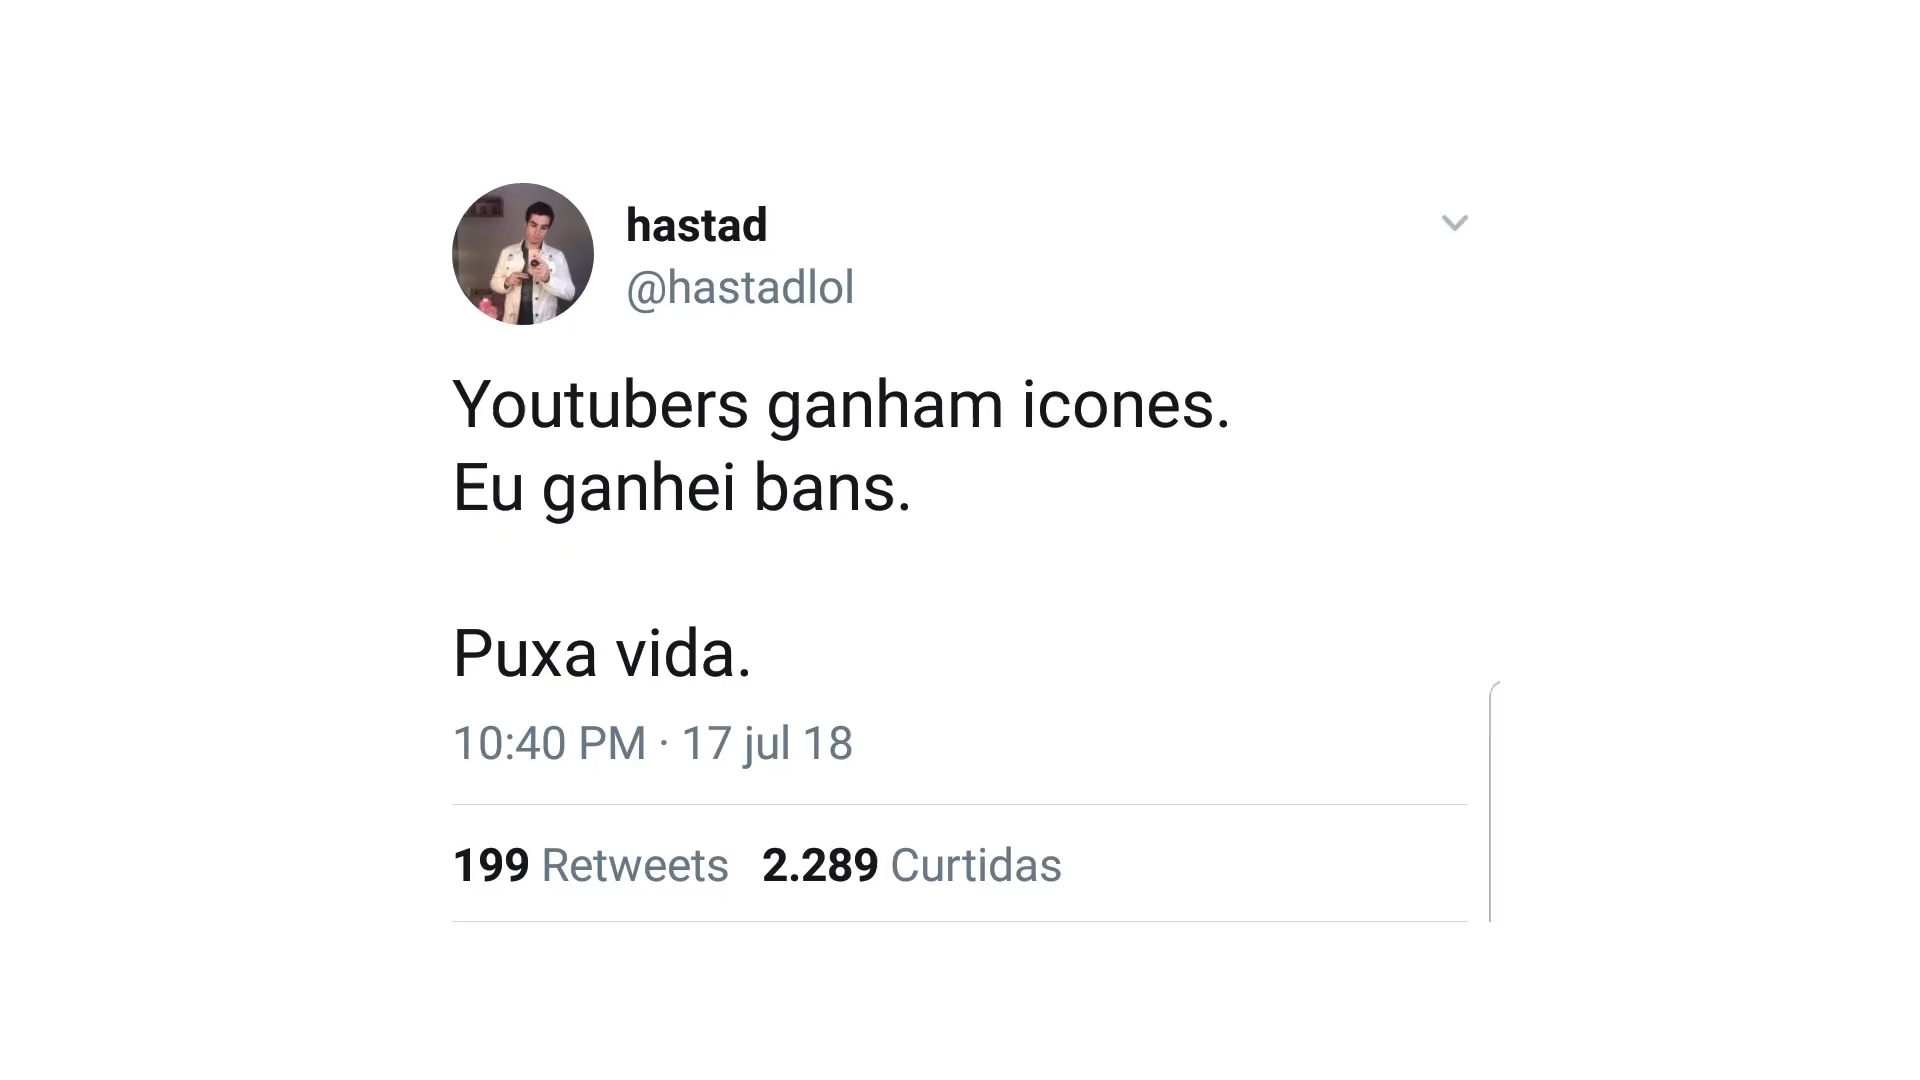 hastad
@hastadlol
Youtubers ganham icones.
Eu ganhei bans.
Puxa vida.
10:40 PM · 17 jul 18
199 Retweets 2.289 Curtidas